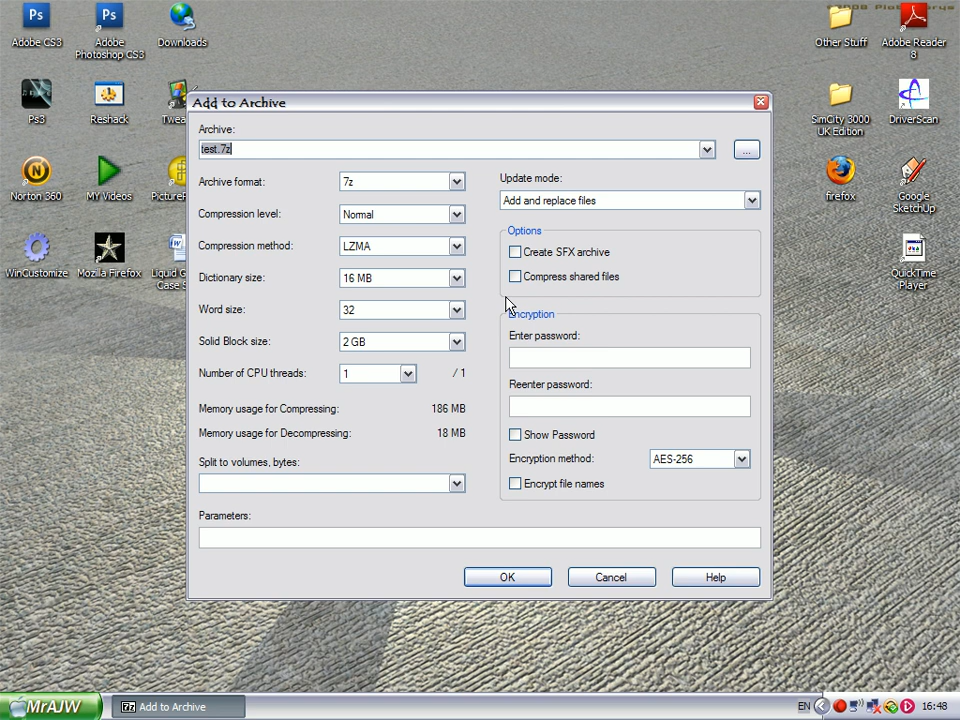 Adobe CS3
Adobe Photoshop CS3
Downloads
Other Stuff
Adobe Reader 8
Ps3
Reshack
SimCity 3000 UK Edition
DriverScan
Norton 360
MY Videos
firefox
Google SketchUp
WinCustomize
Mozilla Firefox
QuickTime Player
Add to Archive
Archive:
test.7z
...
Archive format:
7z
Update mode:
Add and replace files
Compression level:
Normal
Compression method:
LZMA
Dictionary size:
16 MB
Word size:
32
Solid Block size:
2 GB
Number of CPU threads:
1
/ 1
Memory usage for Compressing:
186 MB
Memory usage for Decompressing:
18 MB
Split to volumes, bytes:
Options
Create SFX archive
Compress shared files
Encryption
Enter password:
Reenter password:
Show Password
Encryption method:
AES-256
Encrypt file names
Parameters:
OK
Cancel
Help
MrAJW
Add to Archive
EN
16:48